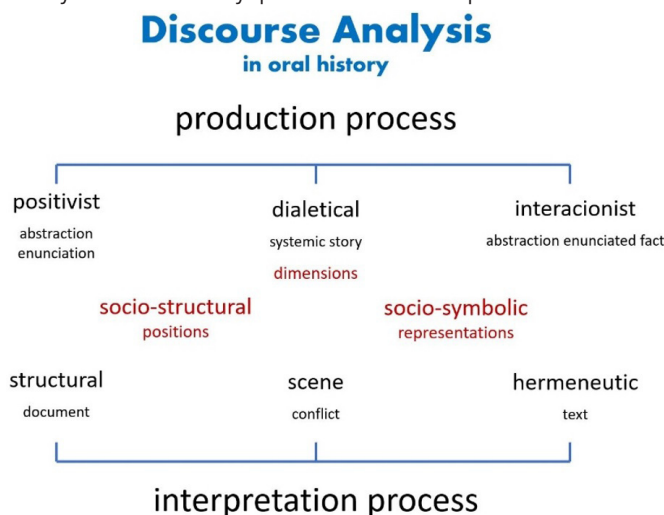 Discourse Analysis
in oral history
production process
positivist
abstraction
enunciation
dialetical
systemic story
interacionist
abstraction enunciated fact
dimensions
socio-structural
positions
socio-symbolic
representations
structural
document
scene
conflict
hermeneutic
text
interpretation process